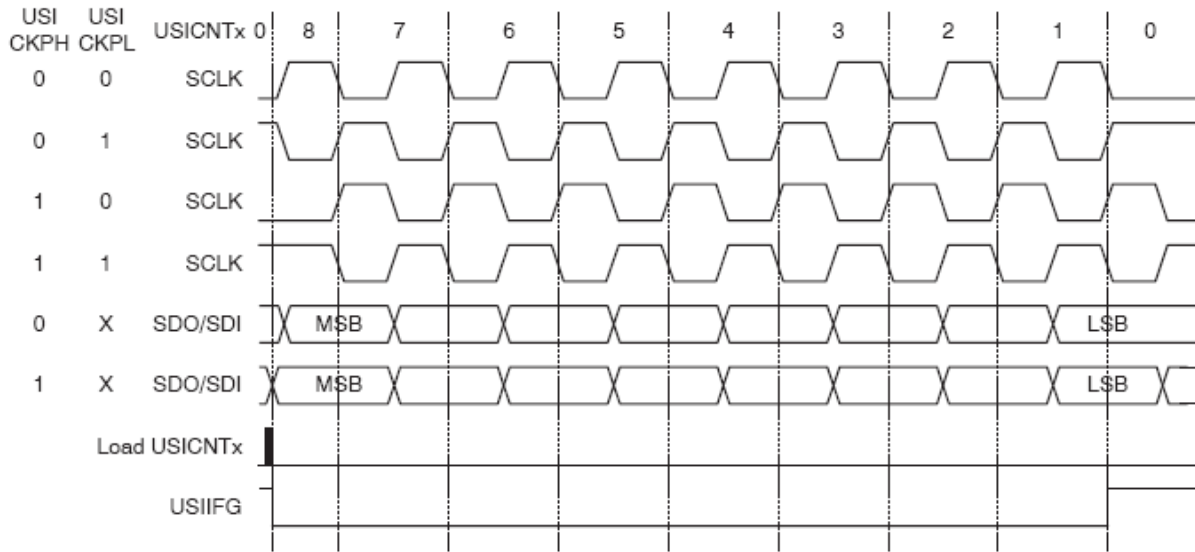 USI USI
CKPH CKPL USICNTx 0 8 7 6 5 4 3 2 1 0
0 0 SCLK
0 1 SCLK
1 0 SCLK
1 1 SCLK
0 X SDO/SDI MSB LSB
1 X SDO/SDI MSB LSB
Load USICNTx
USIIFG